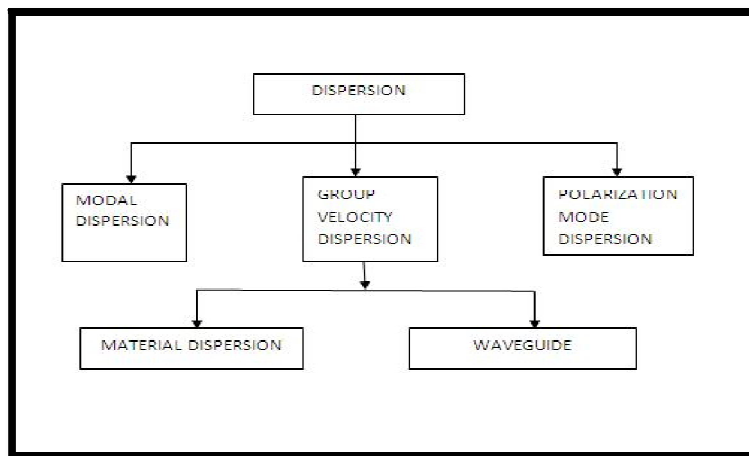 DISPERSION
MODAL
DISPERSION
GROUP
VELOCITY
DISPERSION
POLARIZATION
MODE
DISPERSION
MATERIAL DISPERSION
WAVEGUIDE